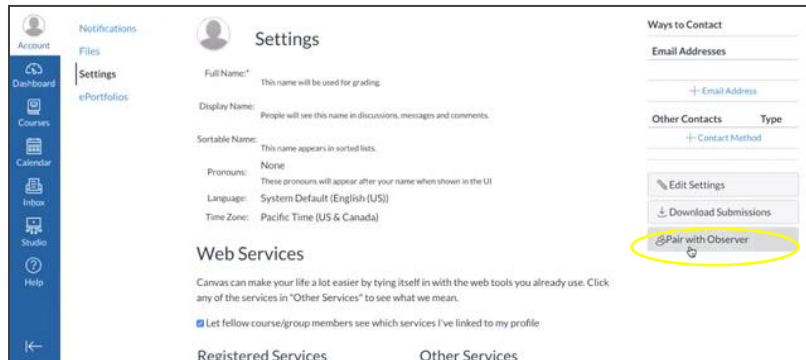 Account
Dashboard
Courses
Calendar
Inbox
Studio
Help
Notifications
Files
Settings
ePortfolios
Settings
Full Name:*
This name will be used for grading.
Display Name:
People will see this name in discussions, messages and comments.
Sortable Name:
This name appears in sorted lists.
Pronouns: None
These pronouns will appear after your name when shown in the UI
Language: System Default (English (US))
Time Zone: Pacific Time (US & Canada)
Web Services
Canvas can make your life a lot easier by tying itself in with the web tools you already use. Click
any of the services in "Other Services" to see what we mean.
Let fellow course/group members see which services I've linked to my profile
Registered Services Other Services
Ways to Contact
Email Addresses
+ Email Address
Other Contacts Type
+ Contact Method
Edit Settings
Download Submissions
Pair with Observer